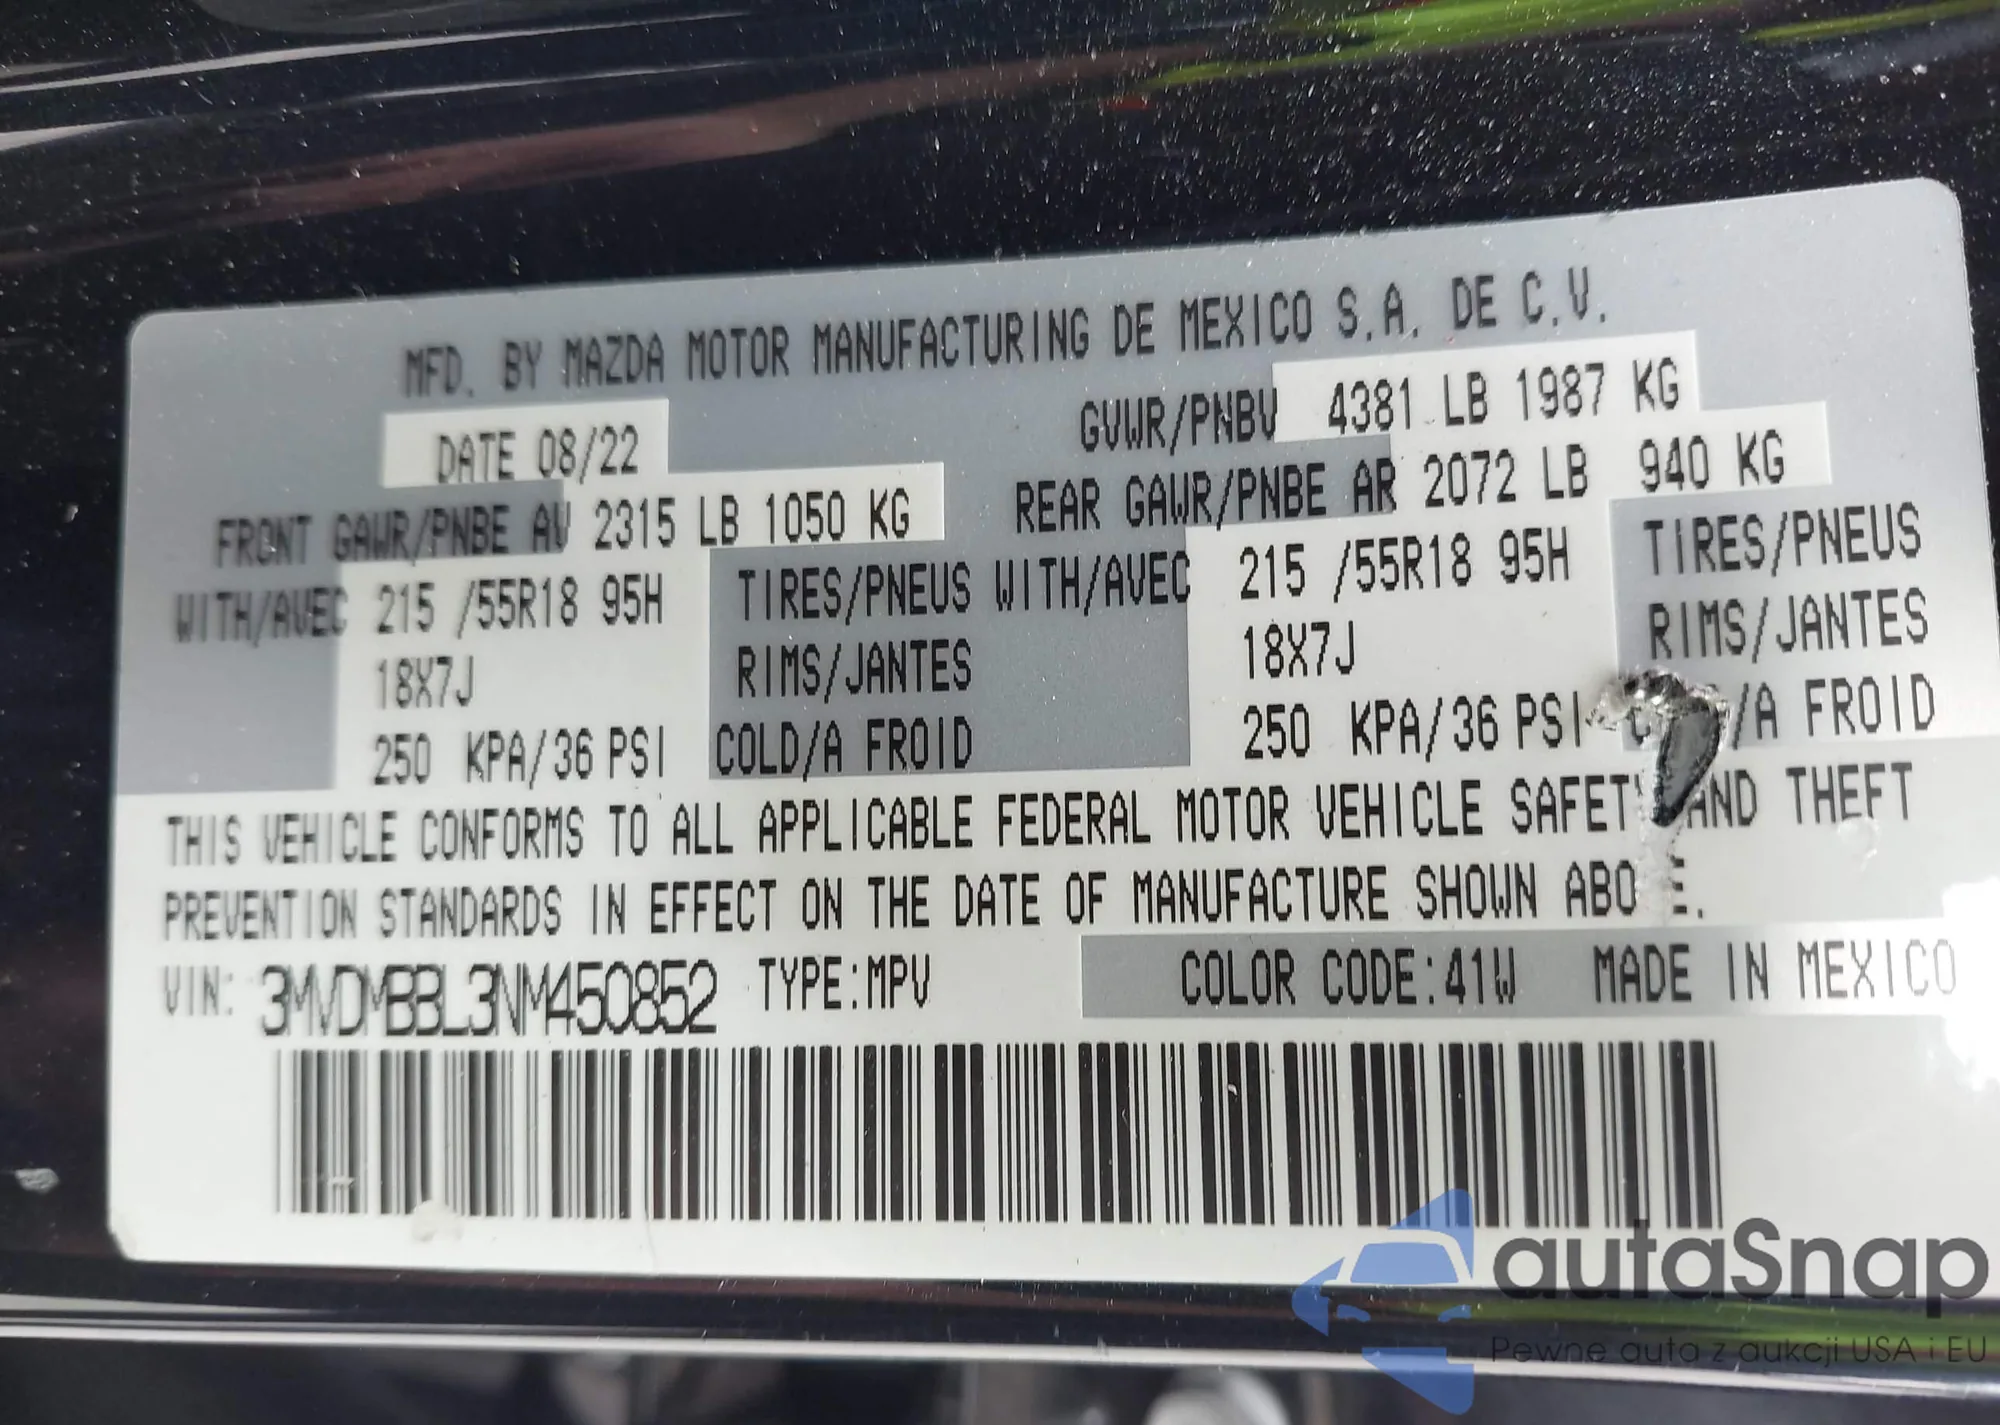 MFD. BY MAZDA MOTOR MANUFACTURING DE MEXICO S.A. DE C.V.
DATE 08/22 GVWR/PNBV 4381 LB 1987 KG
FRONT GAWR/PNBE AV 2315 LB 1050 KG REAR GAWR/PNBE AR 2072 LB 940 KG
WITH/AVEC 215 /55R18 95H TIRES/PNEUS WITH/AVEC 215 /55R18 95H TIRES/PNEUS
18X7J RIMS/JANTES 18X7J RIMS/JANTES
250 KPA/36 PSI COLD/A FROID 250 KPA/36 PSI /A FROID
THIS VEHICLE CONFORMS TO ALL APPLICABLE FEDERAL MOTOR VEHICLE SAFETY AND THEFT
PREVENTION STANDARDS IN EFFECT ON THE DATE OF MANUFACTURE SHOWN ABO E.
VIN: 3MVDMBBL3NM450852 TYPE:MPV COLOR CODE:41W MADE IN MEXICO
autaSnap
Pewne auta z aukcji USA i EU